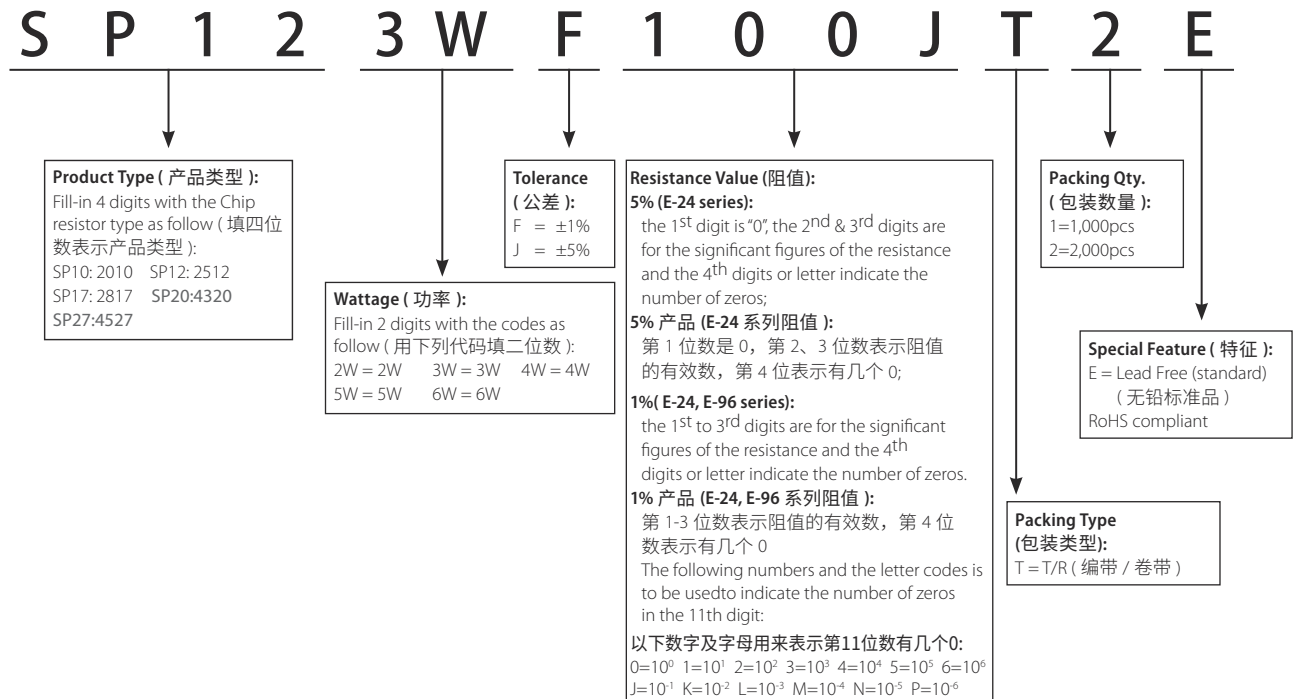 S P 1 2 3 W F 1 0 0 J T 2 E
Product Type ( 产品类型 ):
Fill-in 4 digits with the Chip
resistor type as follow ( 填四位
数表示产品类型 ):
SP10: 2010 SP12: 2512
SP17: 2817 SP20:4320
SP27:4527
Wattage ( 功率 ):
Fill-in 2 digits with the codes as
follow ( 用下列代码填二位数 ):
2W = 2W 3W = 3W 4W = 4W
5W = 5W 6W = 6W
Tolerance
( 公差 ):
F = ±1%
J = ±5%
Resistance Value (阻值):
5% (E-24 series):
the 1st digit is "0", the 2nd & 3rd digits are
for the significant figures of the resistance
and the 4th digits or letter indicate the
number of zeros;
5% 产品 (E-24 系列阻值 ):
第 1 位数是 0，第 2、3 位数表示阻值
的有效数，第 4 位表示有几个 0;
1%( E-24, E-96 series):
the 1st to 3rd digits are for the significant
figures of the resistance and the 4th
digits or letter indicate the number of zeros.
1% 产品 (E-24, E-96 系列阻值 ):
第 1-3 位数表示阻值的有效数，第 4 位
数表示有几个 0
The following numbers and the letter codes is
to be usedto indicate the number of zeros
in the 11th digit:
以下数字及字母用来表示第11位数有几个0:
0=10⁰ 1=10¹ 2=10² 3=10³ 4=10⁴ 5=10⁵ 6=10⁶
J=10⁻¹ K=10⁻² L=10⁻³ M=10⁻⁴ N=10⁻⁵ P=10⁻⁶
Packing Type
(包装类型):
T = T/R ( 编带 / 卷带 )
Packing Qty.
( 包装数量 ):
1=1,000pcs
2=2,000pcs
Special Feature ( 特征 ):
E = Lead Free (standard)
( 无铅标准品 )
RoHS compliant